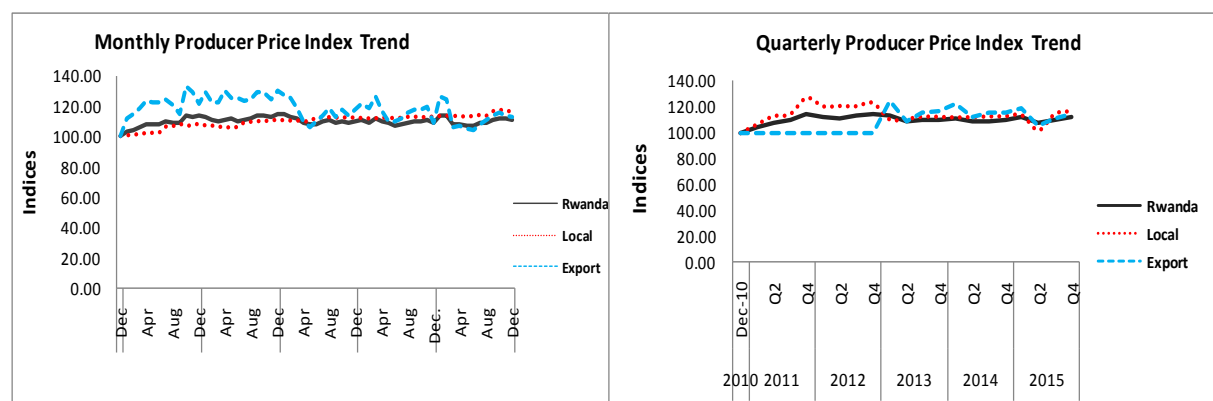 Monthly Producer Price Index Trend
140.00
120.00
100.00
80.00
60.00
40.00
20.00
0.00
Indices
Dec Apr Aug Dec Apr Aug Dec Apr Aug Dec Apr Aug Dec. Apr Aug Dec
Rwanda
Local
Export
Quarterly Producer Price Index Trend
140.00
120.00
100.00
80.00
60.00
40.00
20.00
0.00
Indices
Dec-10 Q2 Q4 Q2 Q4 Q2 Q4 Q2 Q4 Q2 Q4
2010 2011 2012 2013 2014 2015
Rwanda
Local
Export